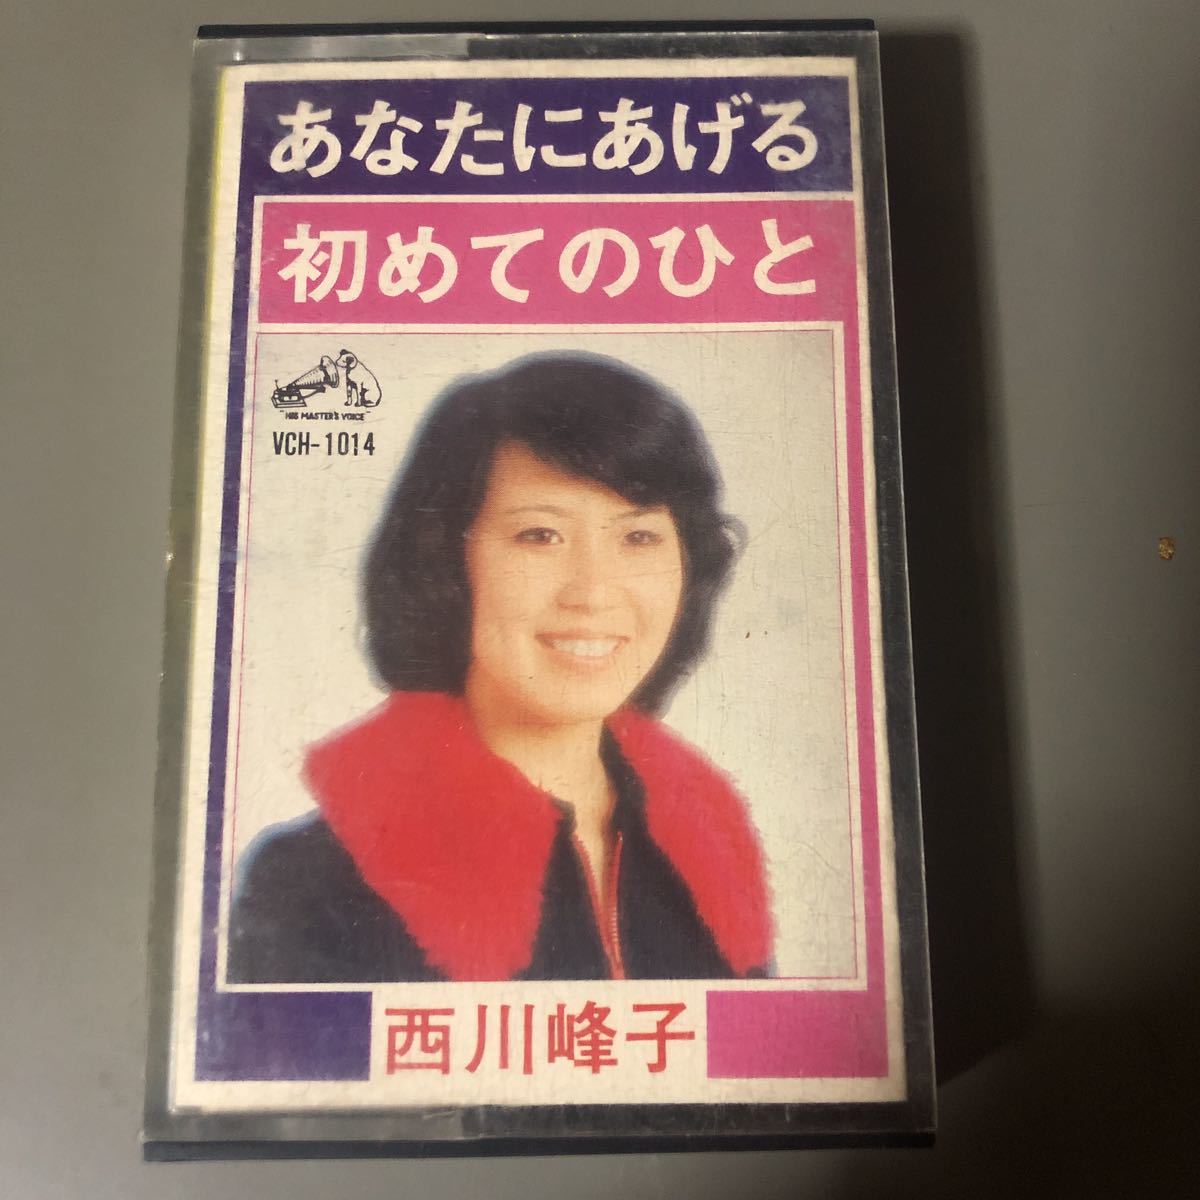 あなたにあげる
初めてのひと
"HIS MASTER'S VOICE"
VCH-1014
西川峰子